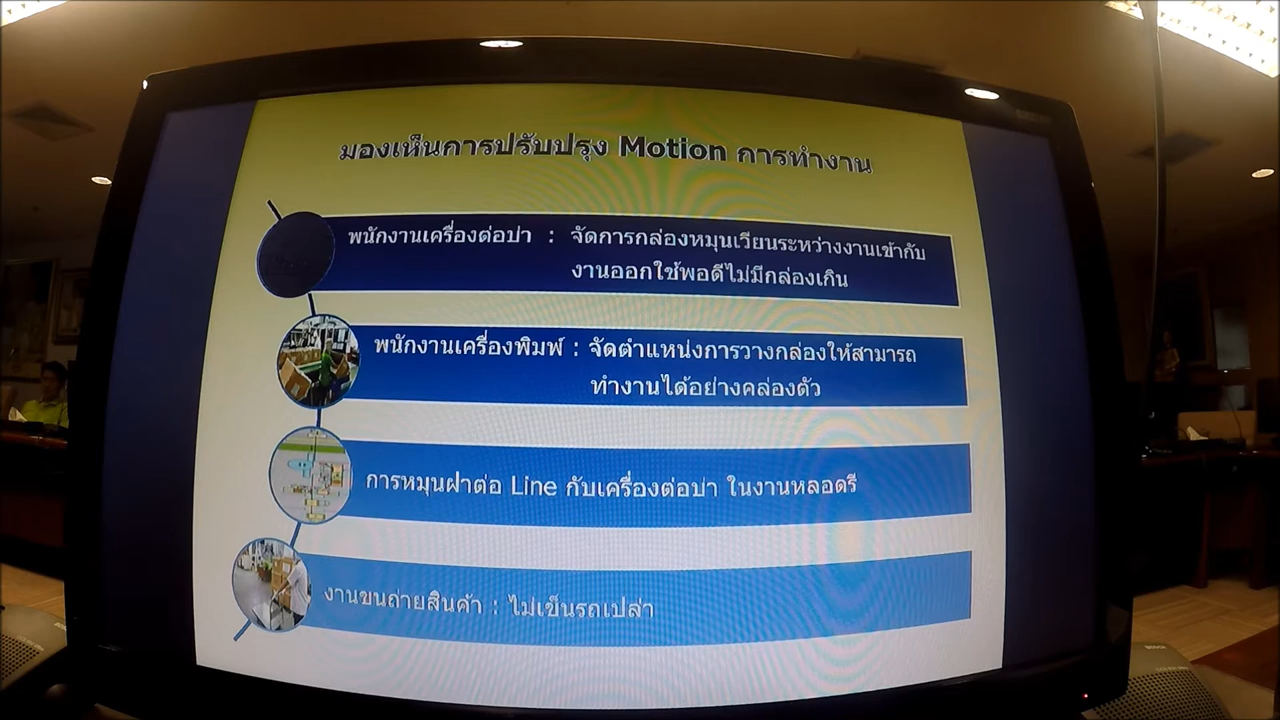 มองเห็นการปรับปรุง Motion การทำงาน
พนักงานเครื่องต่อบ่า : จัดการกล่องหมุนเวียนระหว่างงานเข้ากับ
งานออกใช้พอดีไม่มีกล่องเกิน
พนักงานเครื่องพิมพ์ : จัดตำแหน่งการวางกล่องให้สามารถ
ทำงานได้อย่างคล่องตัว
การหมุนฝาต่อ Line กับเครื่องต่อบ่า ในงานหลอดรี
งานขนถ่ายสินค้า : ไม่เข็นรถเปล่า